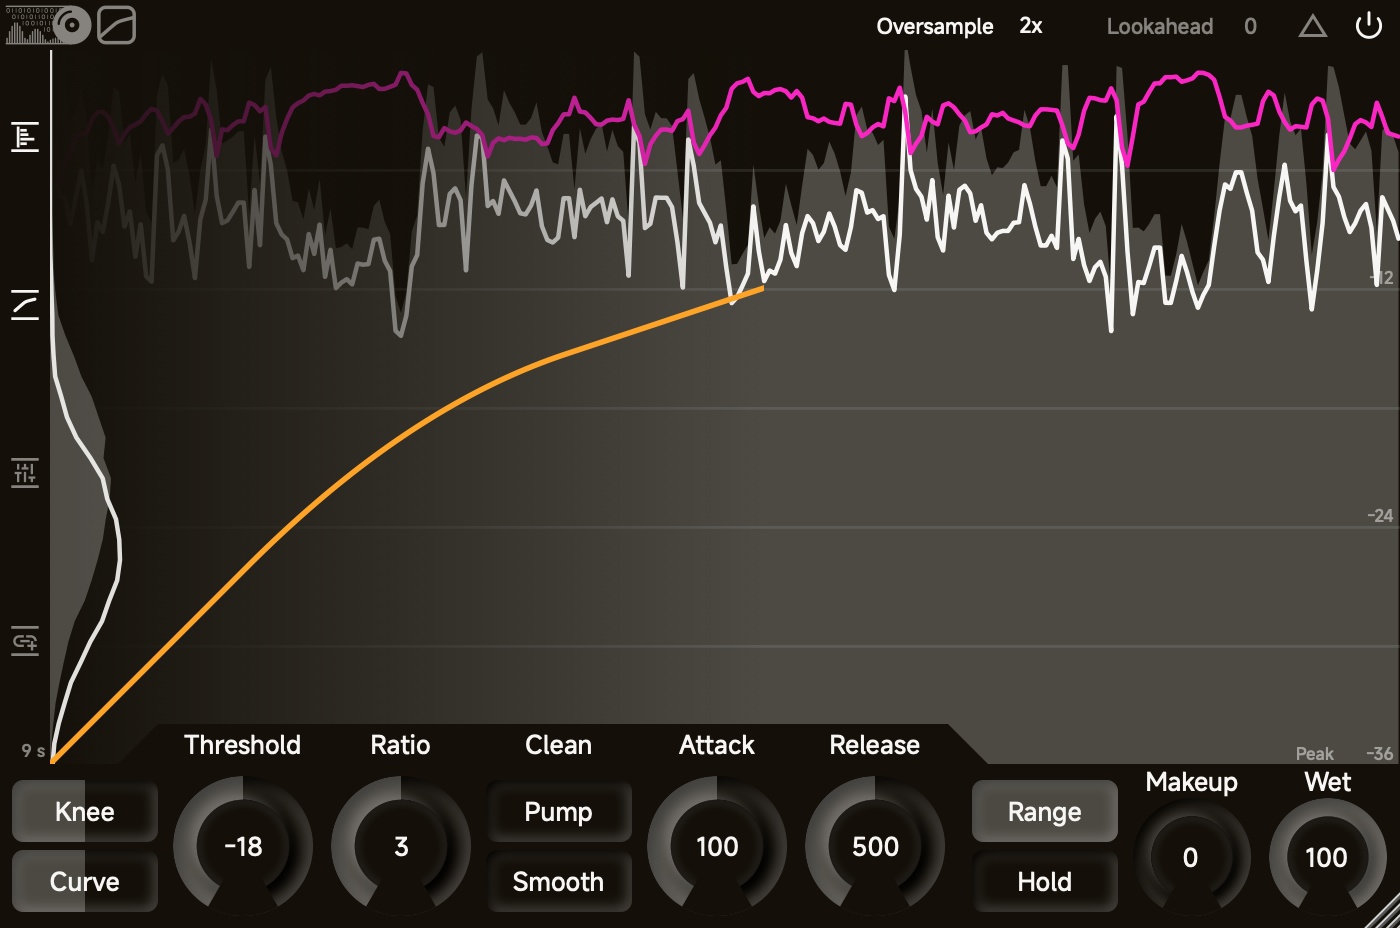 Oversample 2x Lookahead 0
-12
-24
9 s
Peak -36
Threshold Ratio Clean Attack Release
Makeup Wet
Knee Pump Range
-18 3 100 500
0 100
Curve Smooth Hold